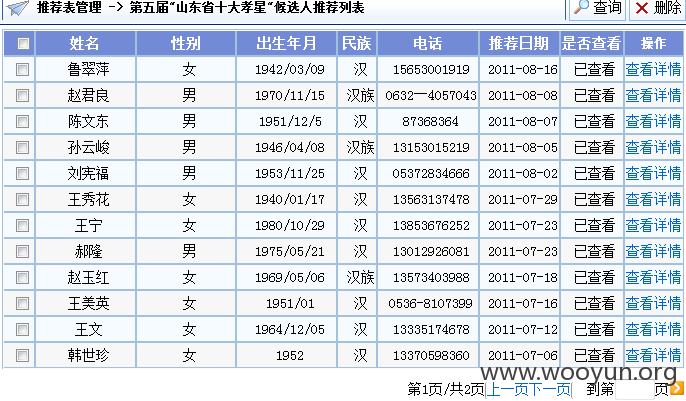 推荐表管理 -> 第五届“山东省十大孝星”候选人推荐列表 查询 删除
姓名 性别 出生年月 民族 电话 推荐日期 是否查看 操作
鲁翠萍 女 1942/03/09 汉 15653001919 2011-08-16 已查看 查看详情
赵君良 男 1970/11/15 汉族 0632—4057043 2011-08-08 已查看 查看详情
陈文东 男 1951/12/5 汉 87368364 2011-08-07 已查看 查看详情
孙云峻 男 1946/04/08 汉族 13153015219 2011-08-05 已查看 查看详情
刘宪福 男 1953/11/25 汉 05372834666 2011-08-02 已查看 查看详情
王秀花 女 1940/01/17 汉 13563137478 2011-07-29 已查看 查看详情
王宁 女 1980/10/29 汉 13853676252 2011-07-23 已查看 查看详情
郝隆 男 1975/05/21 汉 13012926081 2011-07-23 已查看 查看详情
赵玉红 女 1969/05/06 汉族 13573403988 2011-07-18 已查看 查看详情
王美英 女 1951/01 汉 0536-8107399 2011-07-16 已查看 查看详情
王文 女 1964/12/05 汉 13335174678 2011-07-12 已查看 查看详情
韩世珍 女 1952 汉 13370598360 2011-07-06 已查看 查看详情
www.wooyun.org
第1页/共2页 上一页 下一页 到第 页